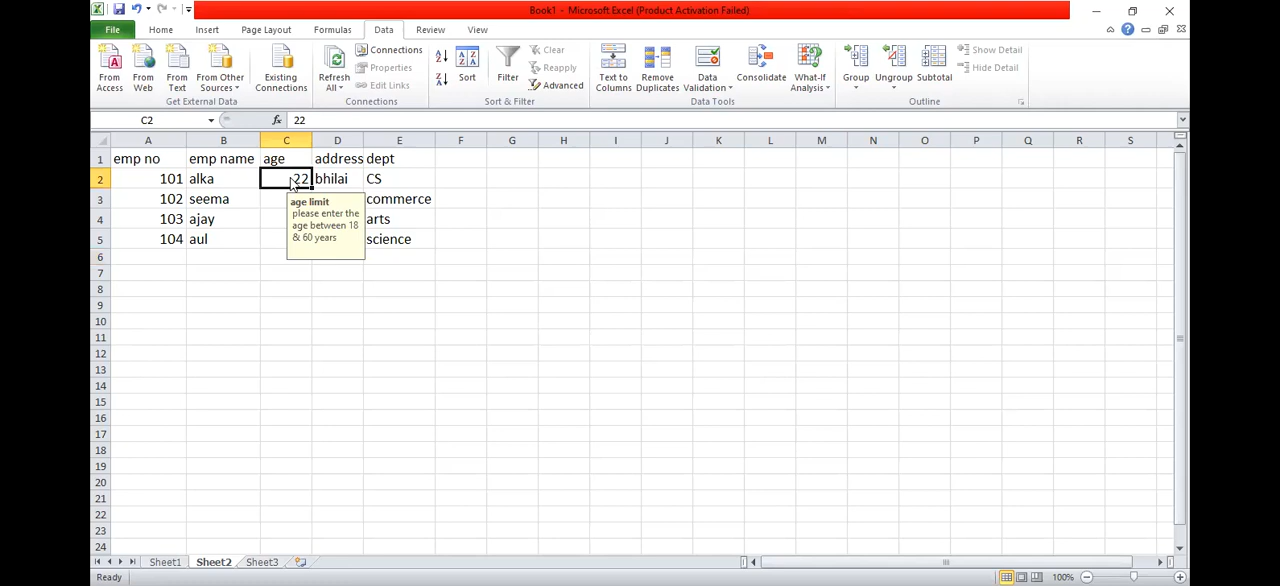 Book1 - Microsoft Excel (Product Activation Failed)
File Home Insert Page Layout Formulas Data Review View
From Access
From Web
From Text
From Other Sources
Get External Data
Existing Connections
Refresh All
Connections
Properties
Edit Links
Connections
Sort
Filter
Clear
Reapply
Advanced
Sort & Filter
Text to Columns
Remove Duplicates
Data Validation
Consolidate
What-If Analysis
Data Tools
Group
Ungroup
Subtotal
Show Detail
Hide Detail
Outline
C2 fx 22
A B C D E F G H I J K L M N O P Q R S
1 emp no emp name age address dept
2 101 alka 22 bhilai CS
3 102 seema commerce
4 103 ajay arts
5 104 aul science
age limit
please enter the
age between 18
& 60 years
6
7
8
9
10
11
12
13
14
15
16
17
18
19
20
21
22
23
24
Sheet1 Sheet2 Sheet3
Ready 100%